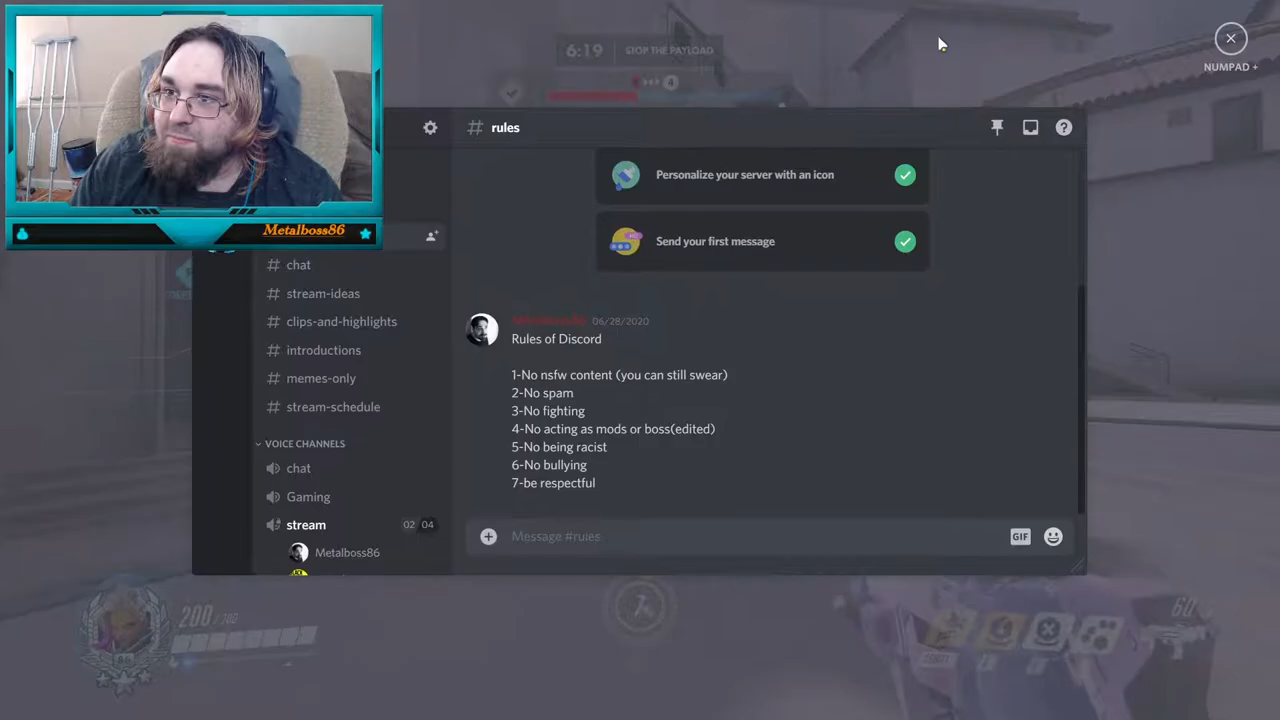 6:19 STOP THE PAYLOAD
4
NUMPAD +
Metalboss86
rules
Personalize your server with an icon
Send your first message
# chat
# stream-ideas
# clips-and-highlights
# introductions
# memes-only
# stream-schedule
VOICE CHANNELS
chat
Gaming
stream 02 04
Metalboss86
06/28/2020
Rules of Discord
1-No nsfw content (you can still swear)
2-No spam
3-No fighting
4-No acting as mods or boss(edited)
5-No being racist
6-No bullying
7-be respectful
Message #rules
GIF
200/200